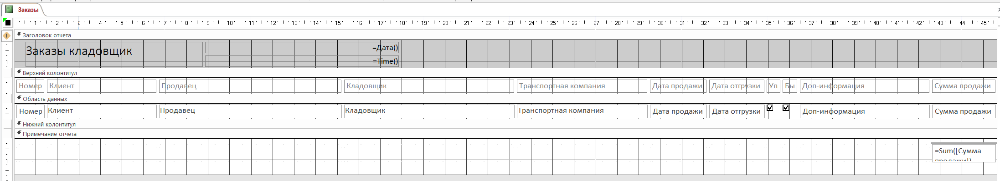 Заказы
1 2 3 4 5 6 7 8 9 10 11 12 13 14 15 16 17 18 19 20 21 22 23 24 25 26 27 28 29 30 31 32 33 34 35 36 37 38 39 40 41 42 43 44 45
Заголовок отчета
Заказы кладовщик
=Дата()
=Time()
1
Верхний колонтитул
Номер Клиент Продавец Кладовщик Транспортная компания Дата продажи Дата отгрузки Уп Бы Доп-информация Сумма продажи
Область данных
Номер Клиент Продавец Кладовщик Транспортная компания Дата продажи Дата отгрузки Доп-информация Сумма продажи
Нижний колонтитул
Примечание отчета
=Sum([Сумма
продажи])
1